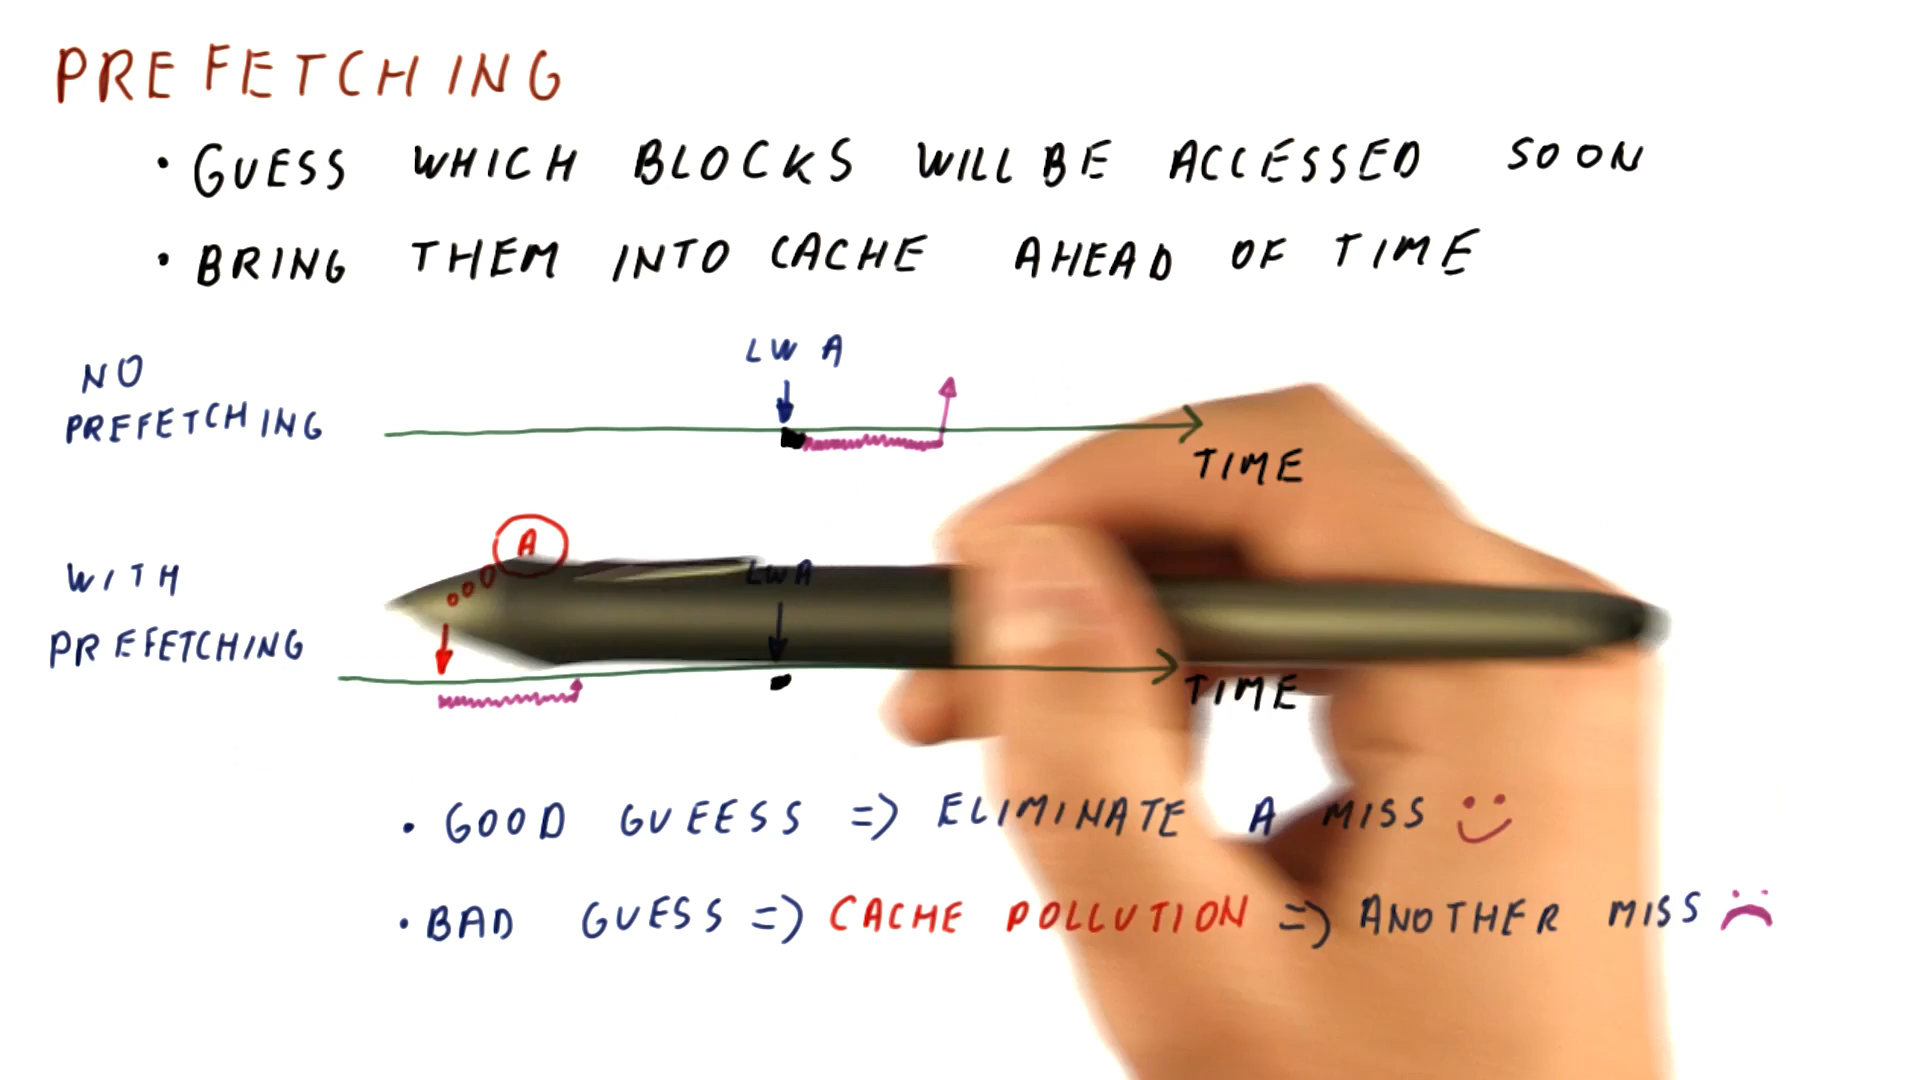 PREFETCHING
• GUESS WHICH BLOCKS WILL BE ACCESSED SOON
• BRING THEM INTO CACHE AHEAD OF TIME
NO
PREFETCHING
LW A
TIME
WITH
PREFETCHING
A
LW A
TIME
• GOOD GUEESS => ELIMINATE A MISS
• BAD GUESS => CACHE POLLUTION => ANOTHER MISS